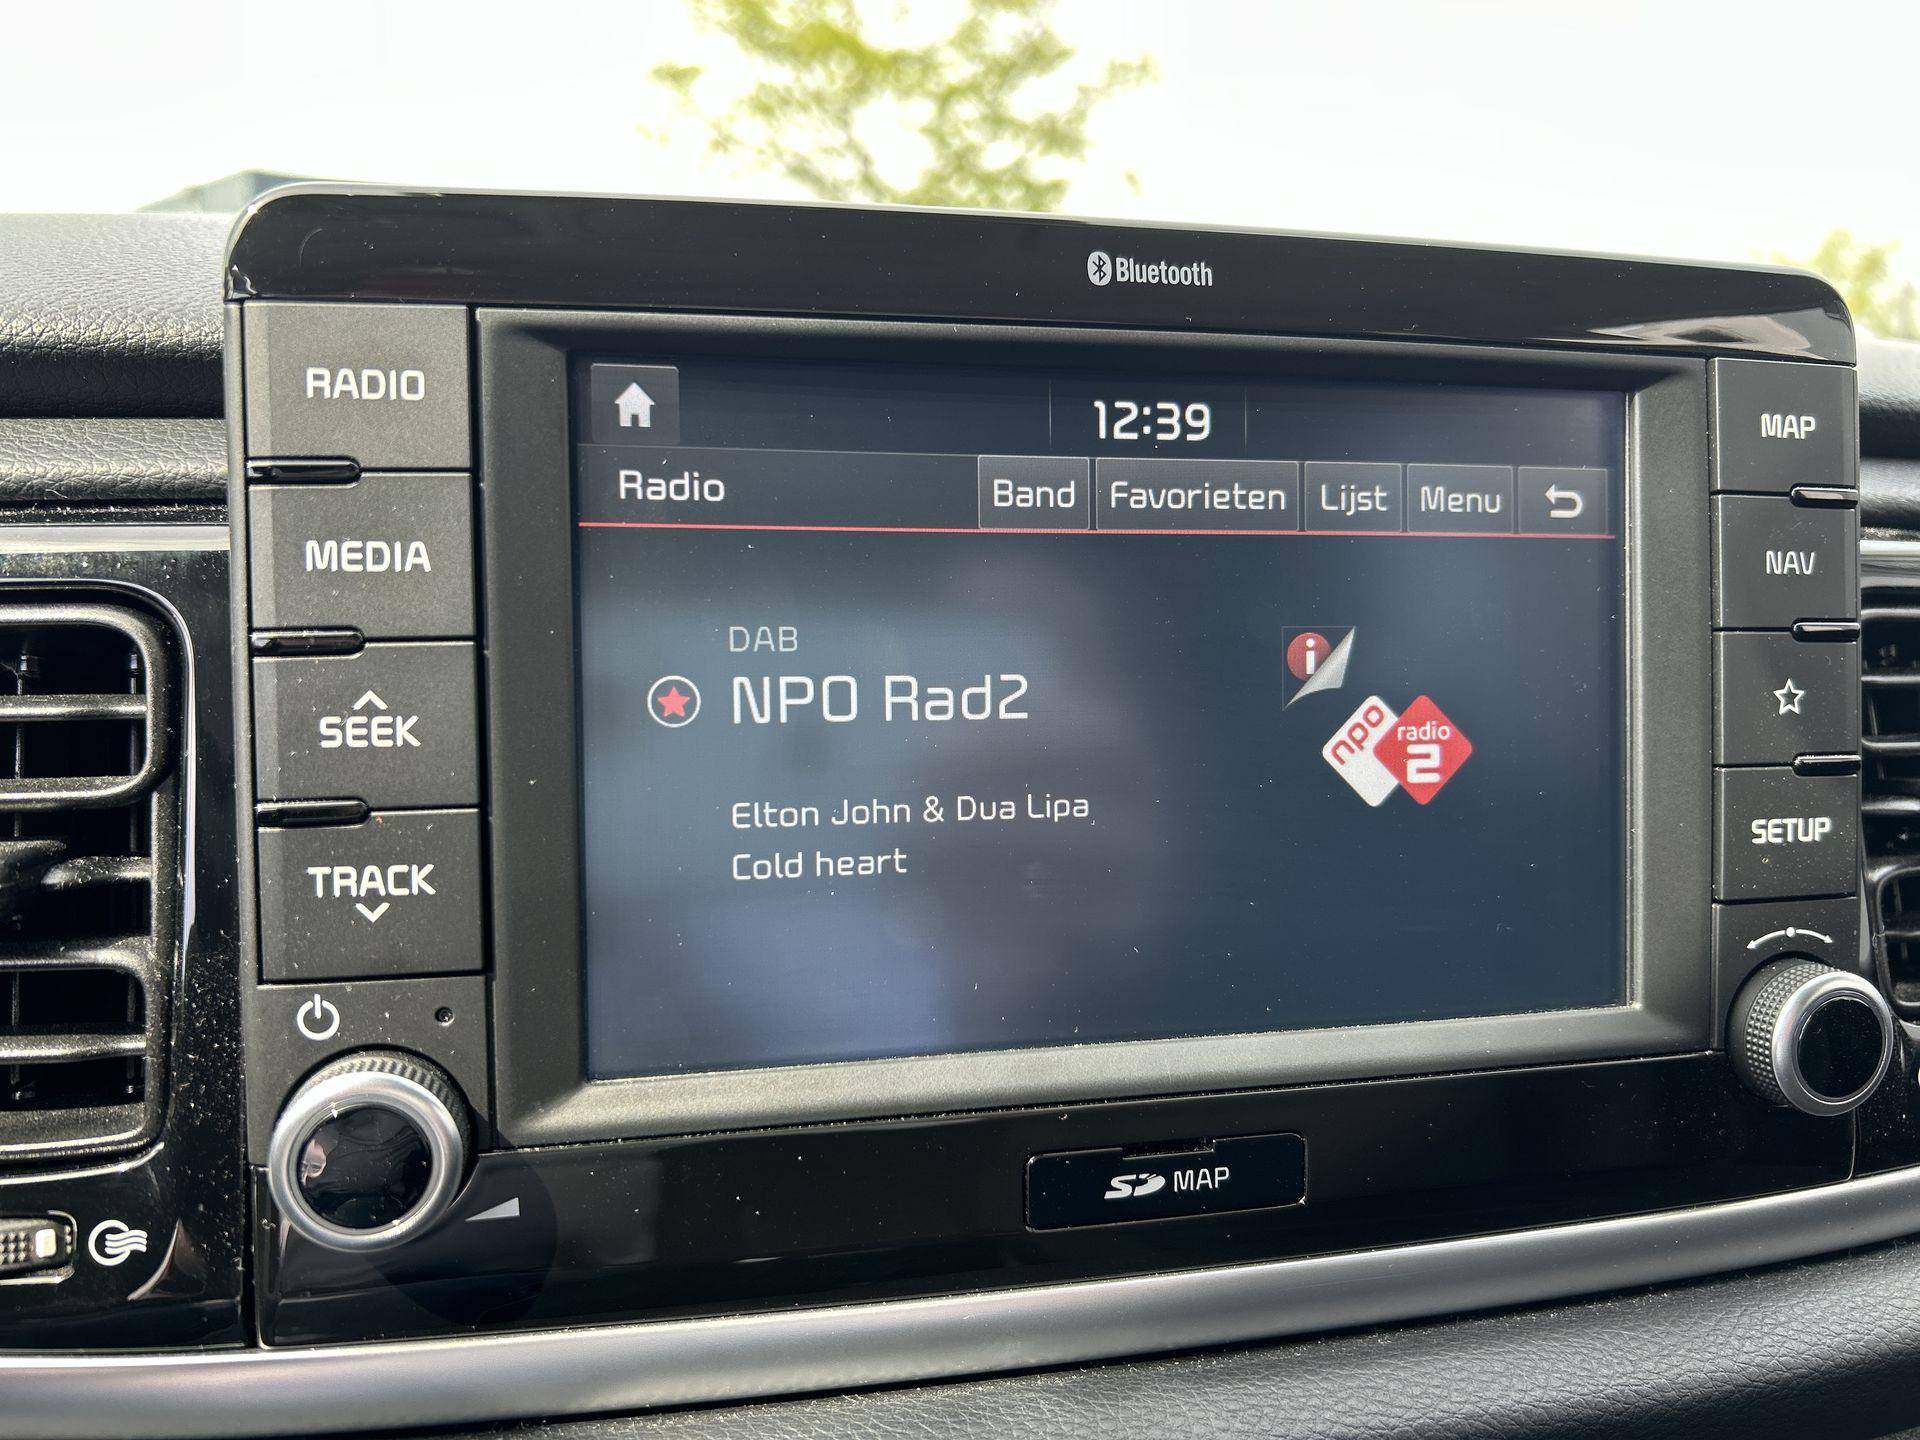 Bluetooth
RADIO
MEDIA
SEEK
TRACK
12:39
Radio
Band
Favorieten
Lijst
Menu
DAB
NPO Rad2
Elton John & Dua Lipa
Cold heart
i
npo
radio
2
MAP
NAV
SETUP
SD MAP